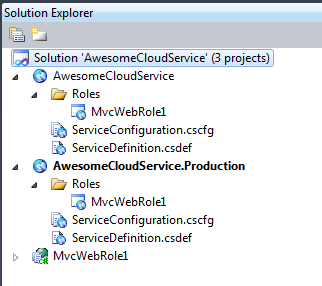 Solution Explorer
Solution 'AwesomeCloudService' (3 projects)
AwesomeCloudService
Roles
MvcWebRole1
ServiceConfiguration.cscfg
ServiceDefinition.csdef
AwesomeCloudService.Production
Roles
MvcWebRole1
ServiceConfiguration.cscfg
ServiceDefinition.csdef
MvcWebRole1